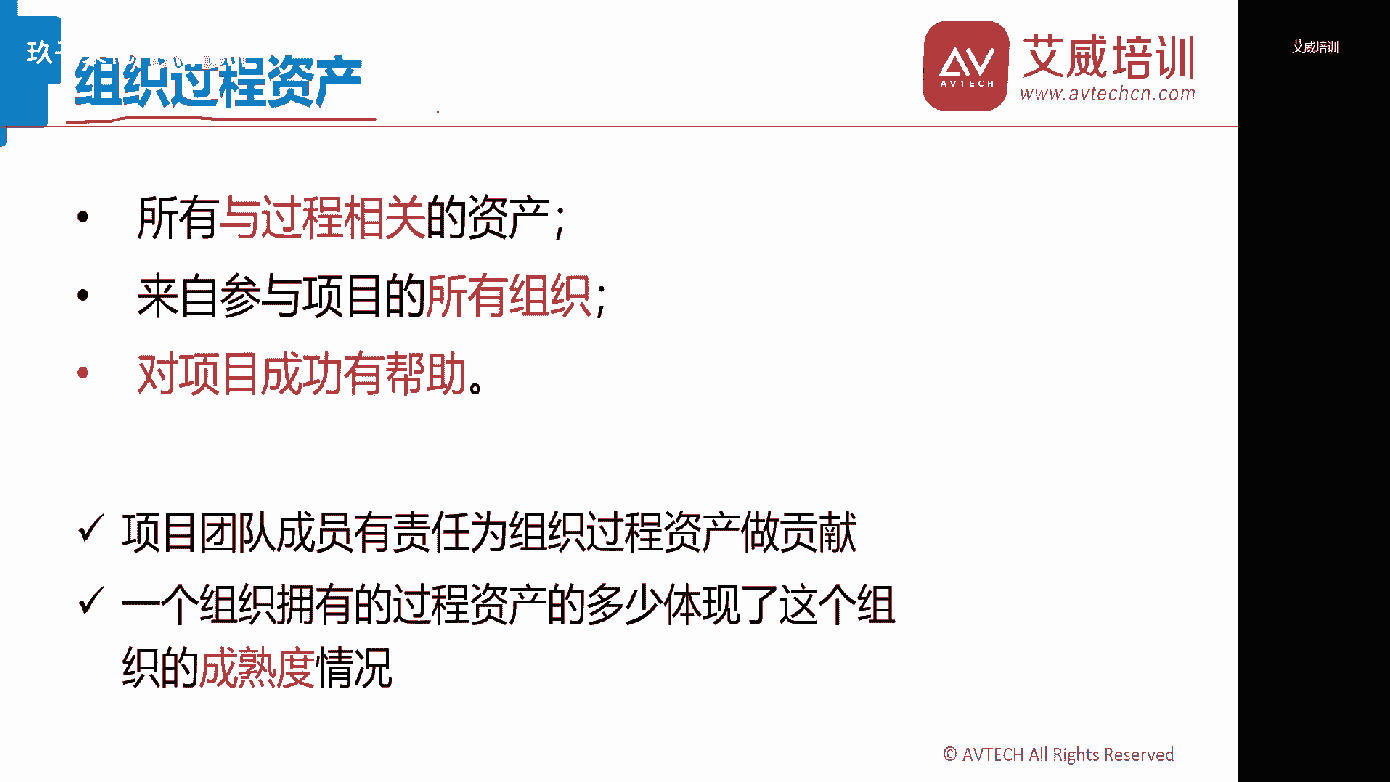 玖
组织过程资产
AV
AVTECH
艾威培训
www.avtechcn.com
艾威培训
• 所有与过程相关的资产；
• 来自参与项目的所有组织；
• 对项目成功有帮助。
✓ 项目团队成员有责任为组织过程资产做贡献
✓ 一个组织拥有的过程资产的多少体现了这个组
织的成熟度情况
© AVTECH All Rights Reserved